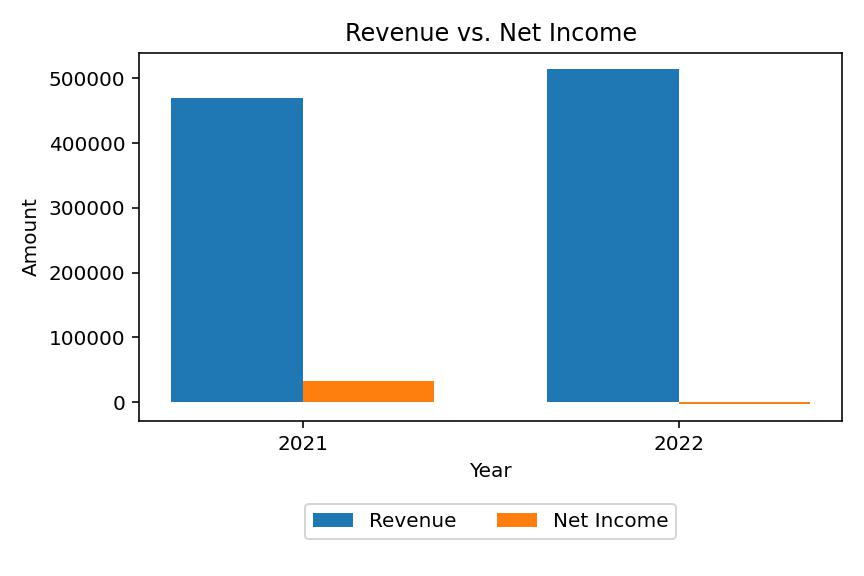 Revenue vs. Net Income
500000
400000
300000
200000
100000
0
Amount
2021 2022
Year
Revenue Net Income